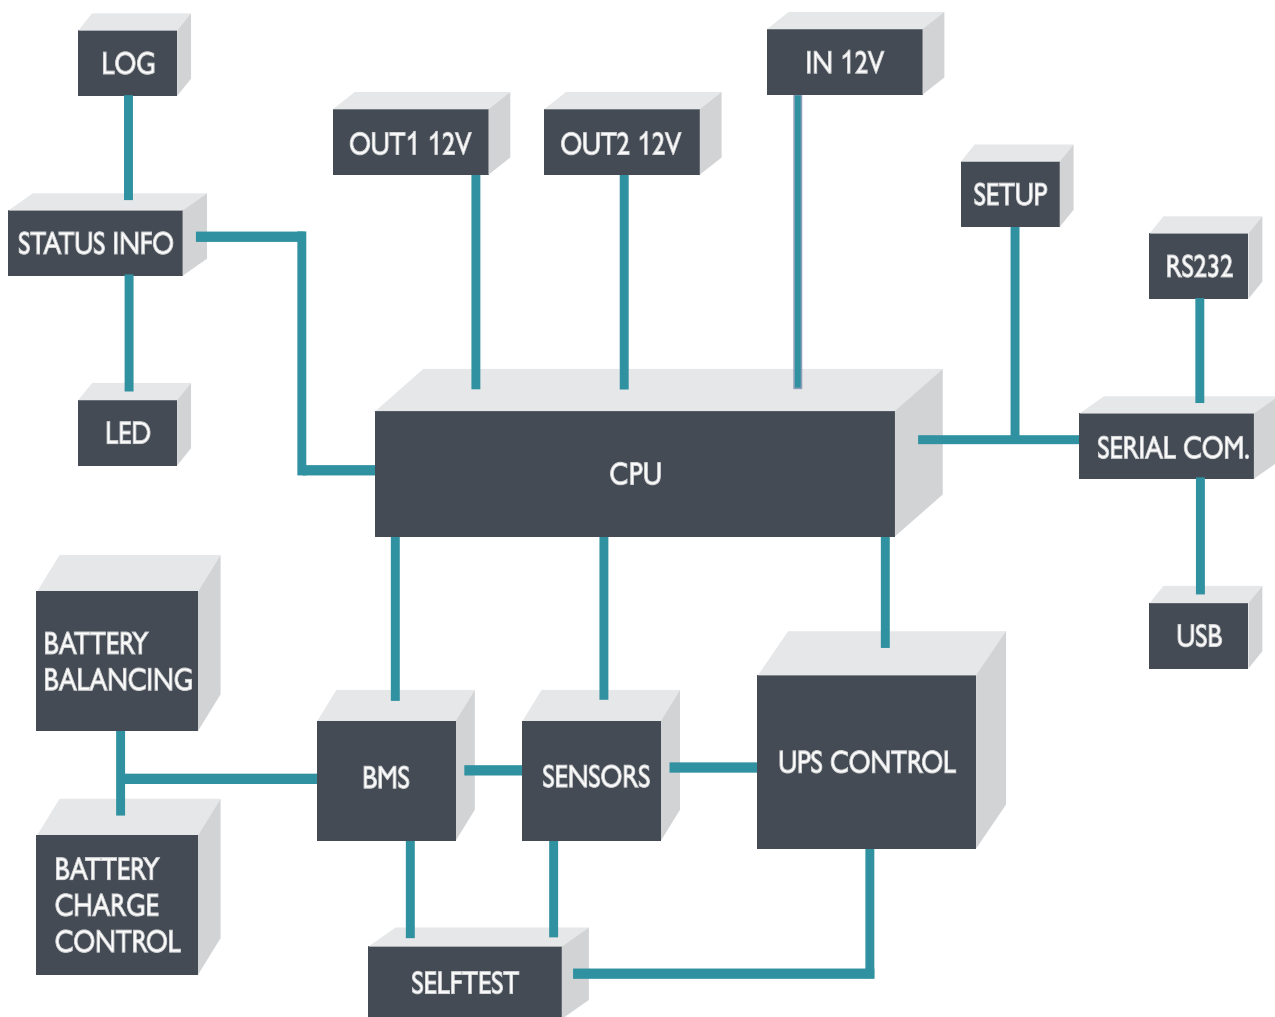 LOG
IN 12V
OUT1 12V
OUT2 12V
SETUP
STATUS INFO
RS232
LED
SERIAL COM.
CPU
USB
BATTERY
BALANCING
BMS
SENSORS
UPS CONTROL
BATTERY
CHARGE
CONTROL
SELFTEST